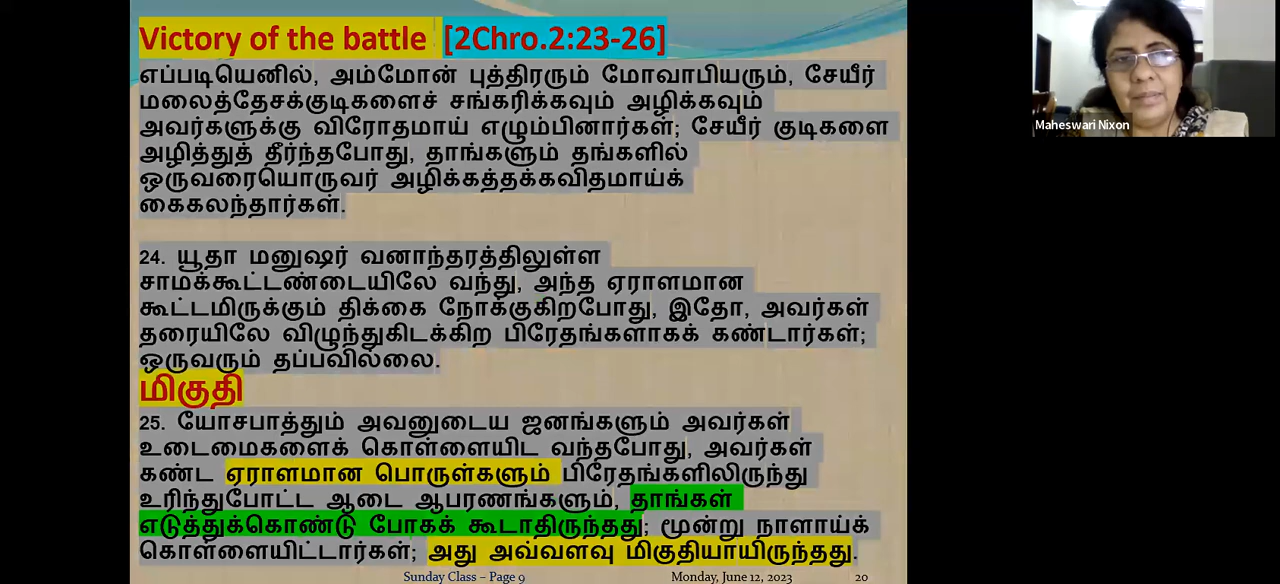 Victory of the battle [2Chro.2:23-26]
எப்படியெனில், அம்மோன் புத்திரரும் மோவாபியரும், சேயீர்
மலைத்தேசக்குடிகளைச் சங்கரிக்கவும் அழிக்கவும்
அவர்களுக்கு விரோதமாய் எழும்பினார்கள்; சேயீர் குடிகளை
அழித்துத் தீர்ந்தபோது, தாங்களும் தங்களில்
ஒருவரையொருவர் அழிக்கத்தக்கவிதமாய்க்
கைகலந்தார்கள்.
24. யூதா மனுஷர் வனாந்தரத்திலுள்ள
சாமக்கூட்டண்டையிலே வந்து, அந்த ஏராளமான
கூட்டமிருக்கும் திக்கை நோக்குகிறபோது, இதோ, அவர்கள்
தரையிலே விழுந்துகிடக்கிற பிரேதங்களாகக் கண்டார்கள்;
ஒருவரும் தப்பவில்லை.
மிகுதி
25. யோசபாத்தும் அவனுடைய ஜனங்களும் அவர்கள்
உடைமைகளைக் கொள்ளையிட வந்தபோது, அவர்கள்
கண்ட ஏராளமான பொருள்களும் பிரேதங்களிலிருந்து
உரிந்துபோட்ட ஆடை ஆபரணங்களும், தாங்கள்
எடுத்துக்கொண்டு போகக் கூடாதிருந்தது; மூன்று நாளாய்க்
கொள்ளையிட்டார்கள்; அது அவ்வளவு மிகுதியாயிருந்தது.
Sunday Class – Page 9 Monday, June 12, 2023 20
Maheswari Nixon